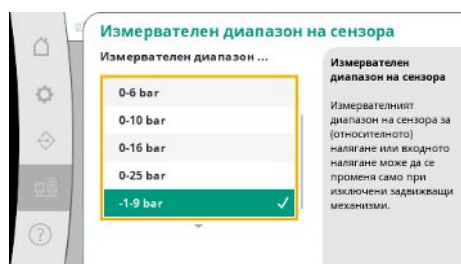 Измервателен диапазон на сензора
Измервателен диапазон ...
0-6 bar
0-10 bar
0-16 bar
0-25 bar
-1-9 bar
Измервателен
диапазон на сензора
Измервателният
диапазон на сензора за
(относителното)
налягане или входното
налягане може да се
променя само при
изключени задвижващи
механизми.